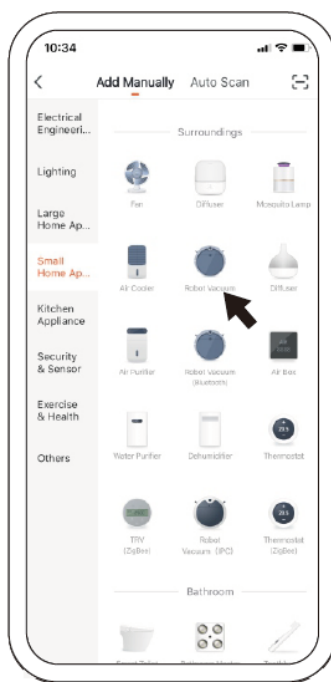 10:34
Add Manually Auto Scan
Electrical
Engineeri...
Lighting
Large
Home Ap...
Small
Home Ap...
Kitchen
Appliance
Security
& Sensor
Exercise
& Health
Others
Surroundings
Fan Diffuser Mosquito Lamp
Air Cooler Robot Vacuum Diffuser
Air Purifier Robot Vacuum
(Bluetooth) Air Box
Water Purifier Dehumidifier Thermostat
TRV
(ZigBee) Robot
Vacuum (IPC) Thermostat
(ZigBee)
Bathroom